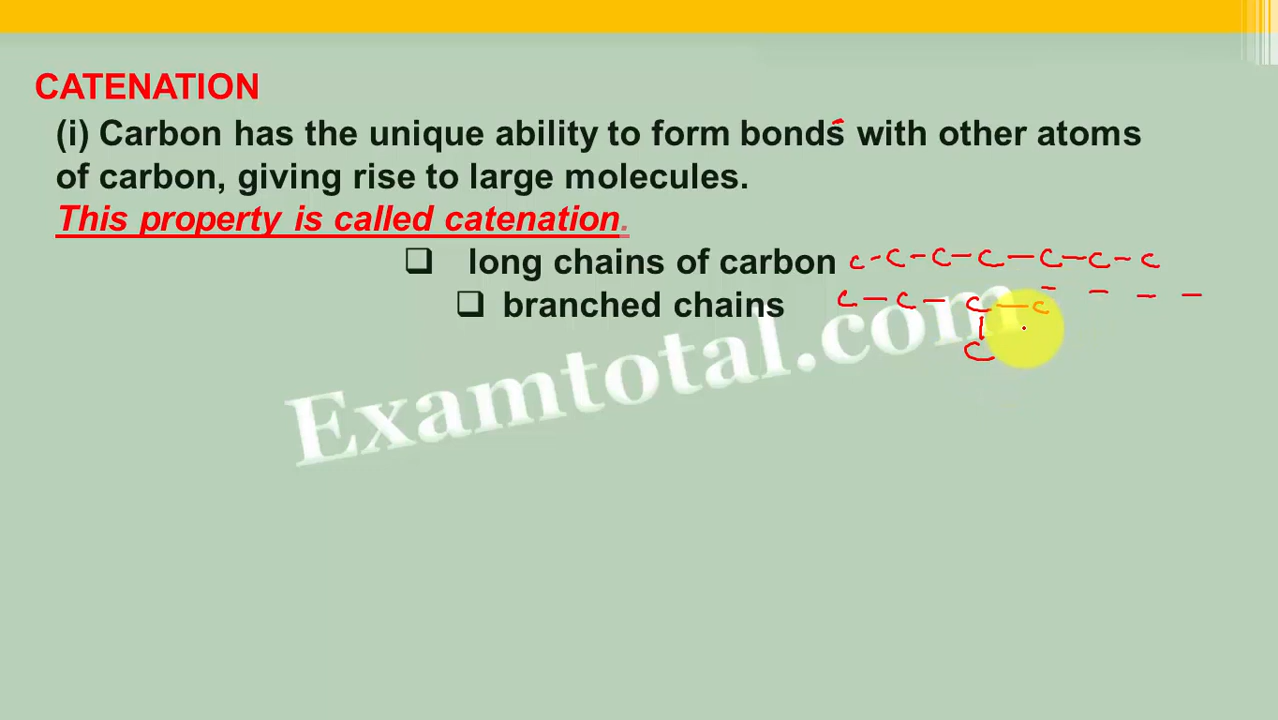 CATENATION
(i) Carbon has the unique ability to form bonds with other atoms
of carbon, giving rise to large molecules.
This property is called catenation.
❑ long chains of carbon C-C-C-C-C-C-C
❑ branched chains C-C-C-C
C
Examtotal.com